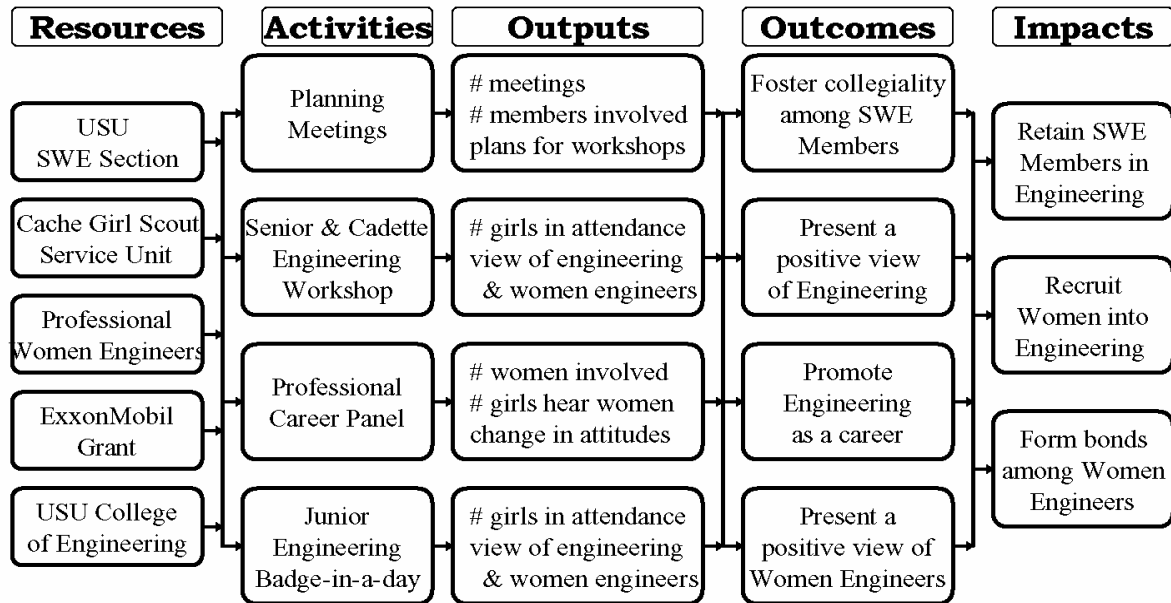 Resources
Activities
Outputs
Outcomes
Impacts
USU
SWE Section
Cache Girl Scout
Service Unit
Professional
Women Engineers
ExxonMobil
Grant
USU College
of Engineering
Planning
Meetings
Senior & Cadette
Engineering
Workshop
Professional
Career Panel
Junior
Engineering
Badge-in-a-day
# meetings
# members involved
plans for workshops
# girls in attendance
view of engineering
& women engineers
# women involved
# girls hear women
change in attitudes
# girls in attendance
view of engineering
& women engineers
Foster collegiality
among SWE
Members
Present a
positive view
of Engineering
Promote
Engineering
as a career
Present a
positive view of
Women Engineers
Retain SWE
Members in
Engineering
Recruit
Women into
Engineering
Form bonds
among Women
Engineers